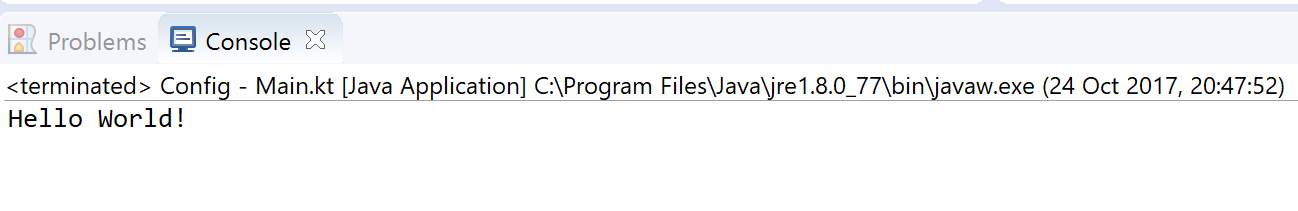 Problems Console
<terminated> Config - Main.kt [Java Application] C:\Program Files\Java\jre1.8.0_77\bin\javaw.exe (24 Oct 2017, 20:47:52)
Hello World!